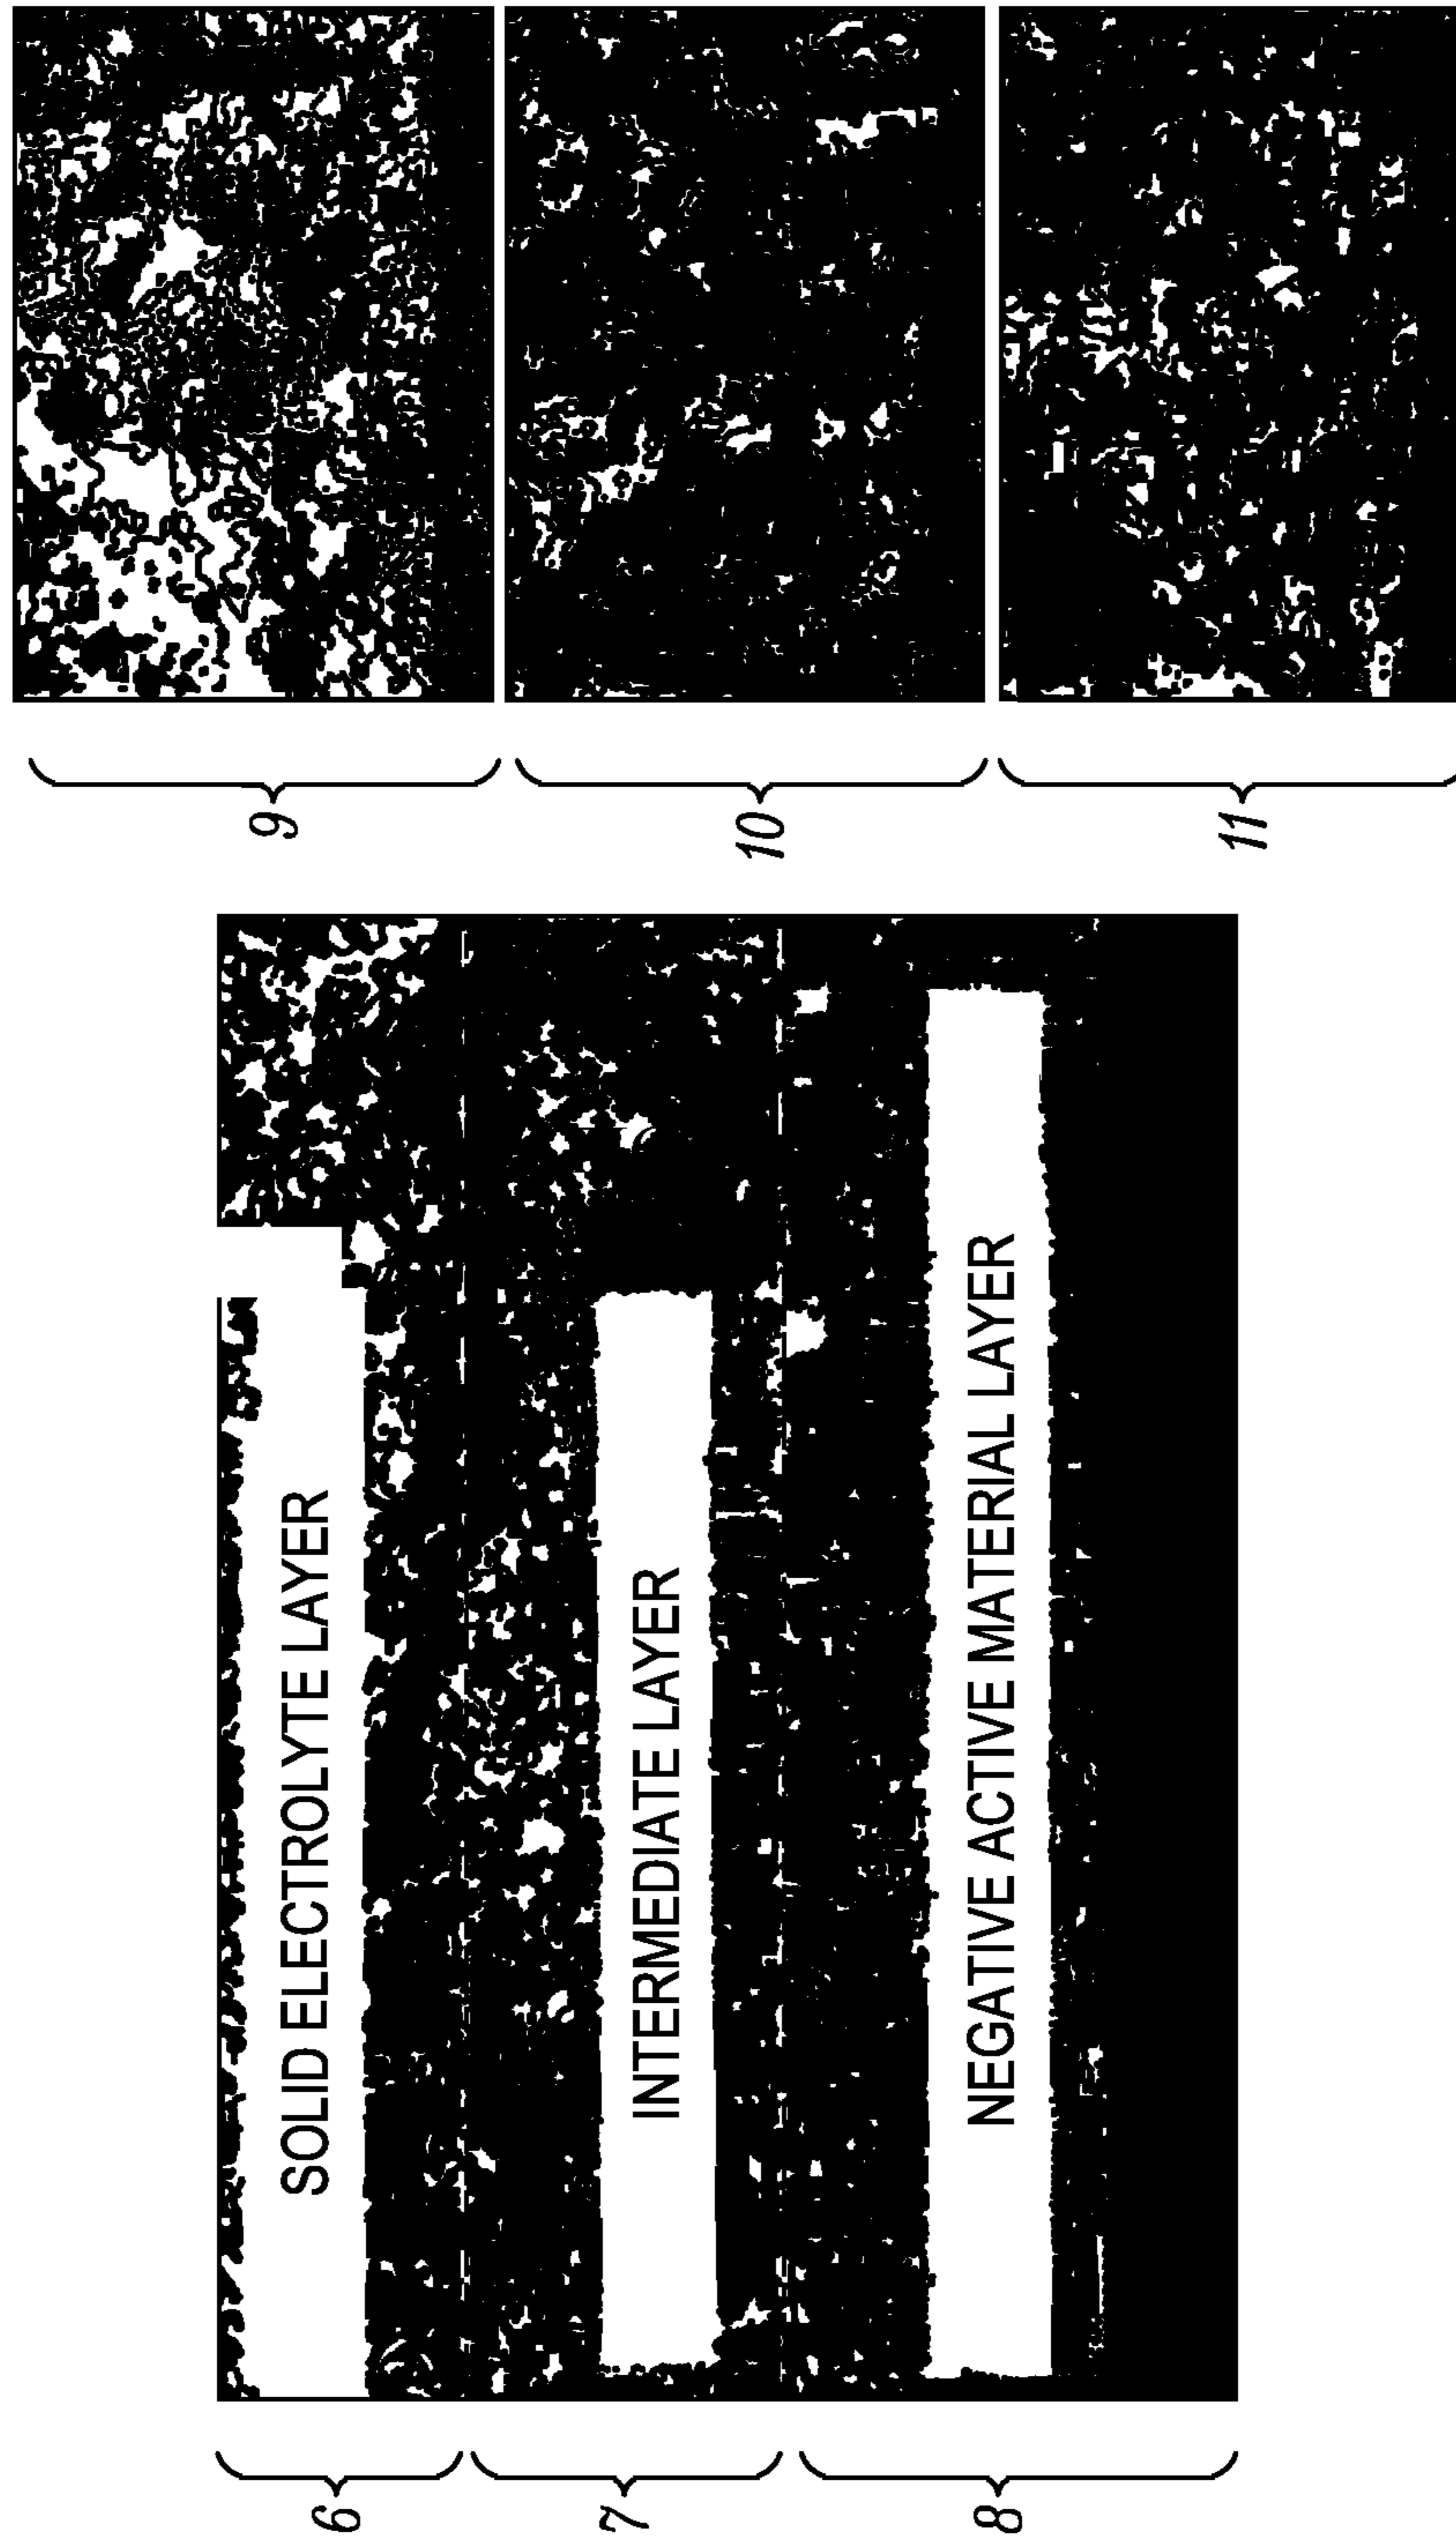 6
SOLID ELECTROLYTE LAYER
7
INTERMEDIATE LAYER
8
NEGATIVE ACTIVE MATERIAL LAYER
9
10
11